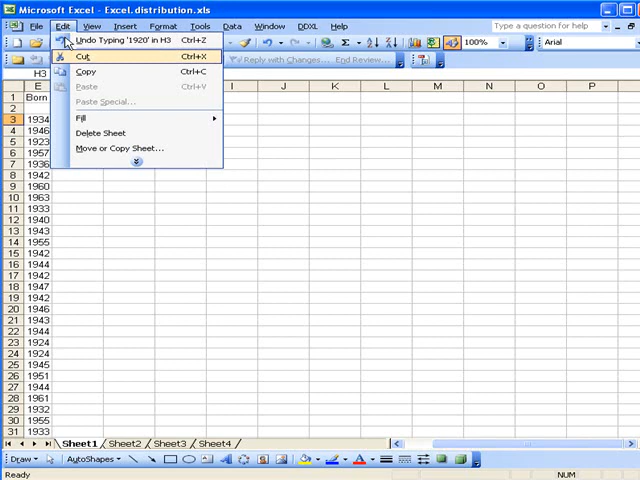 Microsoft Excel - Excel.distribution.xls
File Edit View Insert Format Tools Data Window DDXL Help
100% Arial
Reply with Changes... End Review...
H3
Undo Typing '1920' in H3 Ctrl+Z
Cut Ctrl+X
Copy Ctrl+C
Paste Ctrl+V
Paste Special...
Fill
Delete Sheet
Move or Copy Sheet...
E I J K L M N O P
1 Born
2
3 1934
4 1946
5 1923
6 1957
7 1936
8 1942
9 1960
10 1963
11 1933
12 1940
13 1943
14 1955
15 1942
16 1944
17 1958
18 1947
19 1942
20 1946
21 1943
22 1944
23 1924
24 1924
25 1945
26 1951
27 1944
28 1961
29 1932
30 1955
31 1933
Sheet1 Sheet2 Sheet3 Sheet4
Draw AutoShapes
Ready NUM